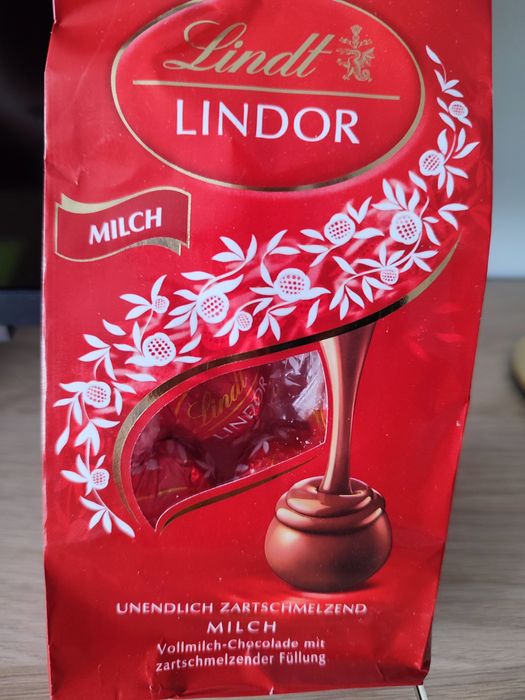 Lindt
LINDOR
MILCH
Lindt
LINDOR
UNENDLICH ZARTSCHMELZEND
MILCH
Vollmilch-Chocolade mit
zartschmelzender Füllung